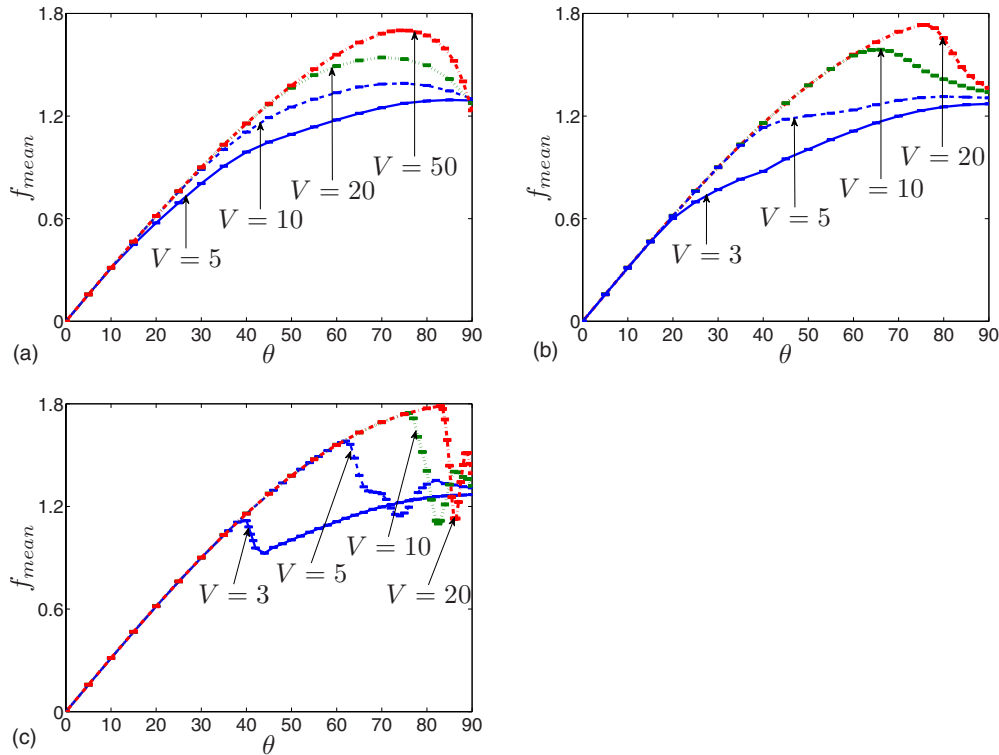 1.8
1.2
0.6
0
f_mean
V = 50
V = 20
V = 10
V = 5
0 10 20 30 40 50 60 70 80 90
θ
(a)
1.8
1.2
0.6
0
f_mean
V = 20
V = 10
V = 5
V = 3
0 10 20 30 40 50 60 70 80 90
θ
(b)
1.8
1.2
0.6
0
f_mean
V = 10
V = 5
V = 3
V = 20
0 10 20 30 40 50 60 70 80 90
θ
(c)